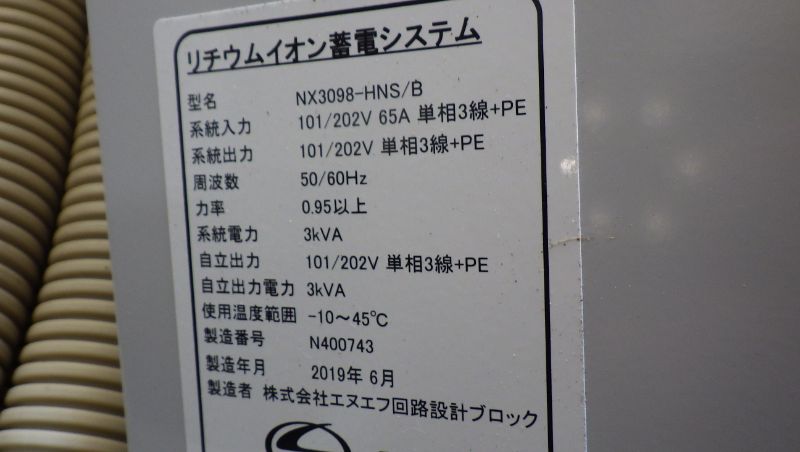 リチウムイオン蓄電システム
型名 NX3098-HNS/B
系統入力 101/202V 65A 単相3線+PE
系統出力 101/202V 単相3線+PE
周波数 50/60Hz
力率 0.95以上
系統電力 3kVA
自立出力 101/202V 単相3線+PE
自立出力電力 3kVA
使用温度範囲 -10～45℃
製造番号 N400743
製造年月 2019年 6月
製造者 株式会社エヌエフ回路設計ブロック